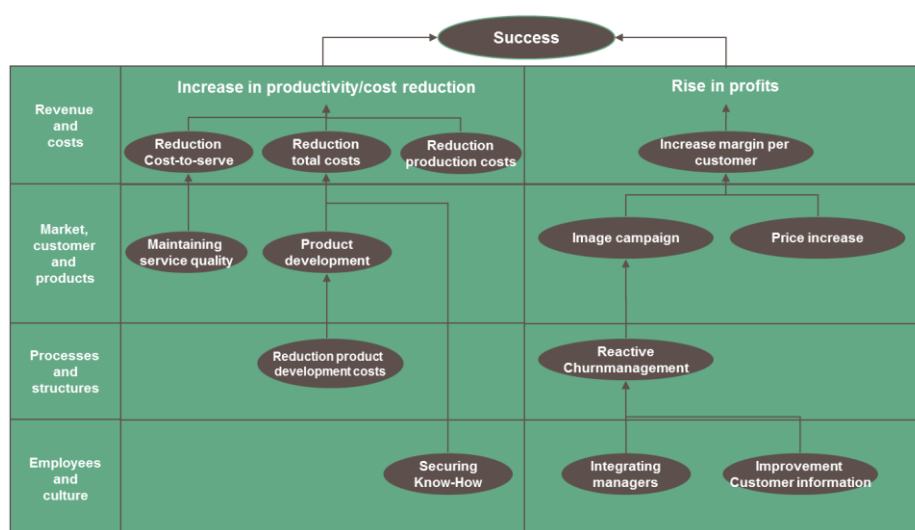 Success
Increase in productivity/cost reduction
Rise in profits
Revenue
and
costs
Reduction
Cost-to-serve
Reduction
total costs
Reduction
production costs
Increase margin per
customer
Market,
customer
and
products
Maintaining
service quality
Product
development
Image campaign
Price increase
Processes
and
structures
Reduction product
development costs
Reactive
Churnmanagement
Employees
and
culture
Securing
Know-How
Integrating
managers
Improvement
Customer information